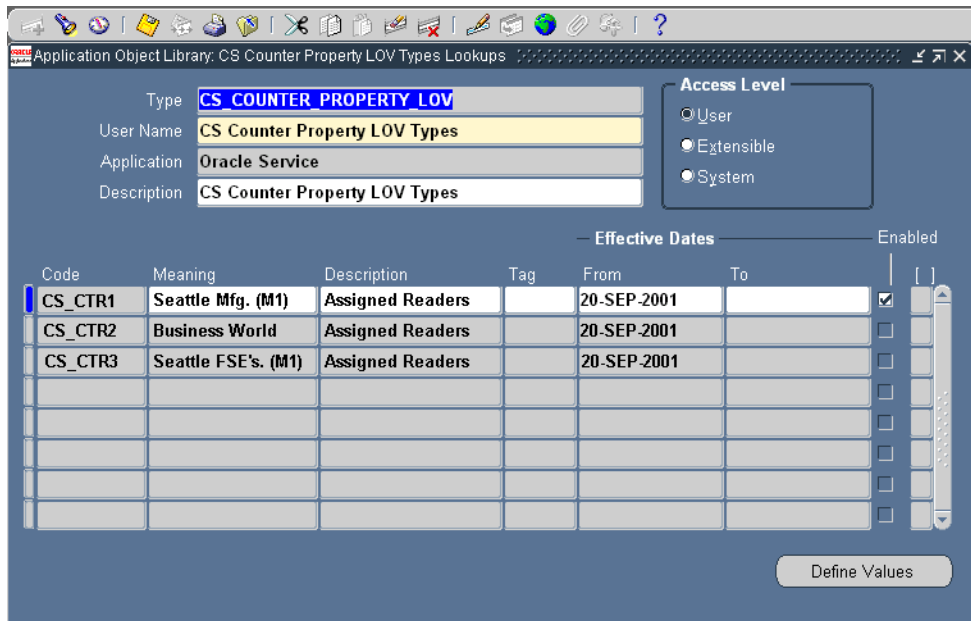 Application Object Library: CS Counter Property LOV Types Lookups
Access Level
Type CS_COUNTER_PROPERTY_LOV
User
User Name CS Counter Property LOV Types
Extensible
Application Oracle Service
System
Description CS Counter Property LOV Types
Effective Dates Enabled
Code Meaning Description Tag From To [ ]
CS_CTR1 Seattle Mfg. (M1) Assigned Readers 20-SEP-2001
CS_CTR2 Business World Assigned Readers 20-SEP-2001
CS_CTR3 Seattle FSE's. (M1) Assigned Readers 20-SEP-2001
Define Values